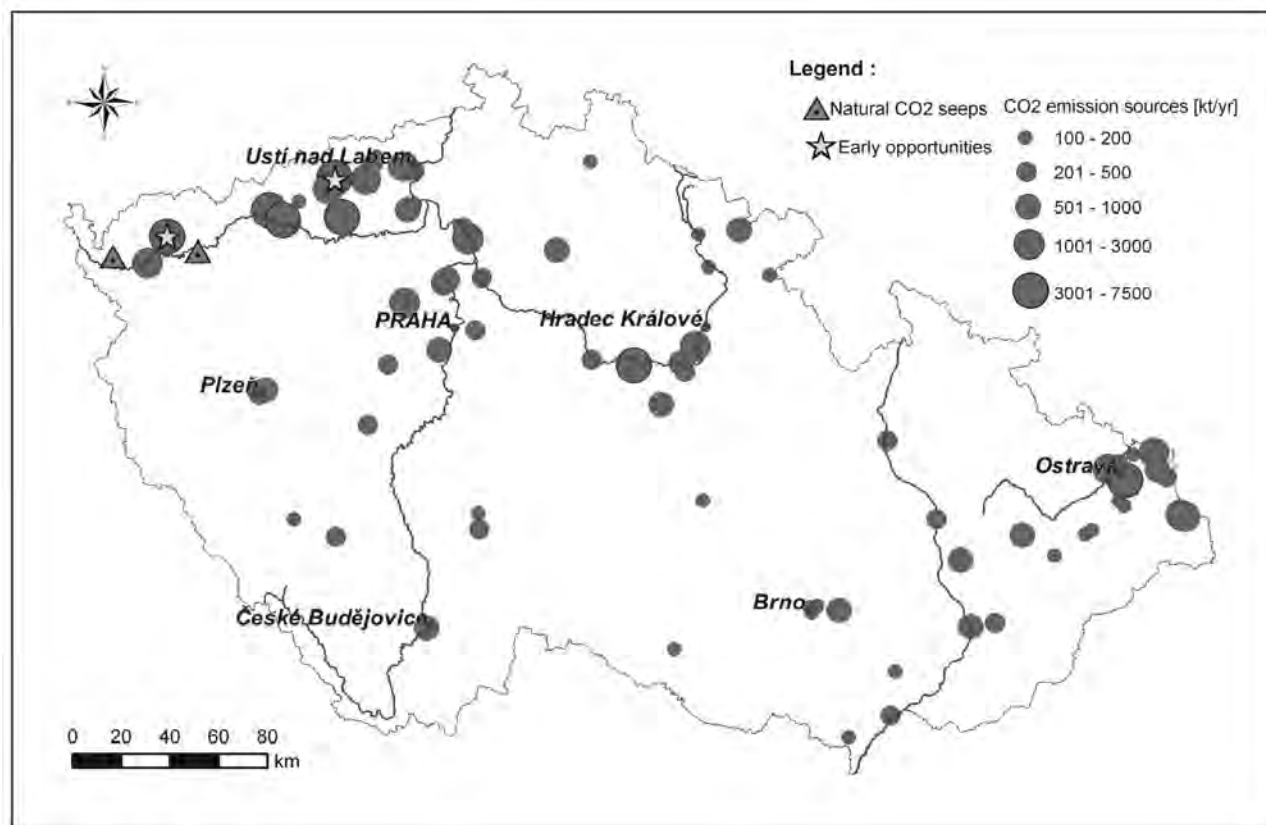 Legend :
Natural CO2 seeps
Early opportunities
CO2 emission sources [kt/yr]
100 - 200
201 - 500
501 - 1000
1001 - 3000
3001 - 7500
Ustí nad Labem
PRAHA
Hradec Králové
Plzeň
Ostrava
České Budějovice
Brno
0 20 40 60 80
km